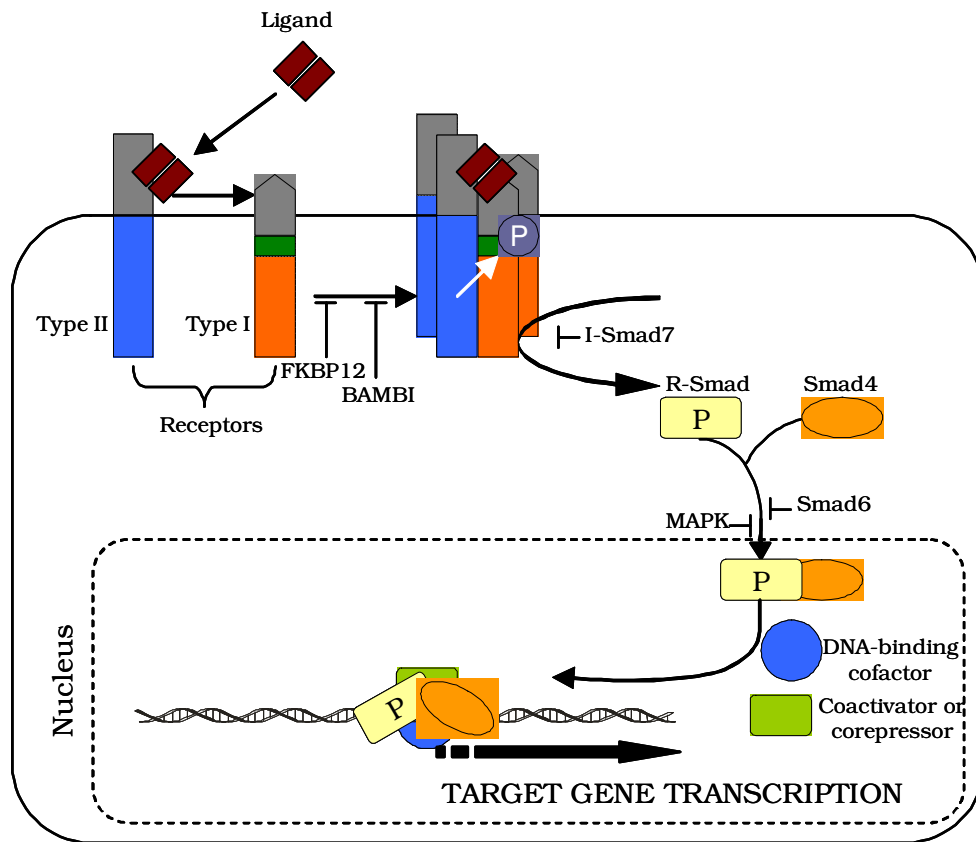 Ligand
P
Type II
Type I
I-Smad7
FKBP12
BAMBI
R-Smad
Smad4
Receptors
P
Smad6
MAPK
P
Nucleus
DNA-binding
cofactor
P
Coactivator or
corepressor
TARGET GENE TRANSCRIPTION